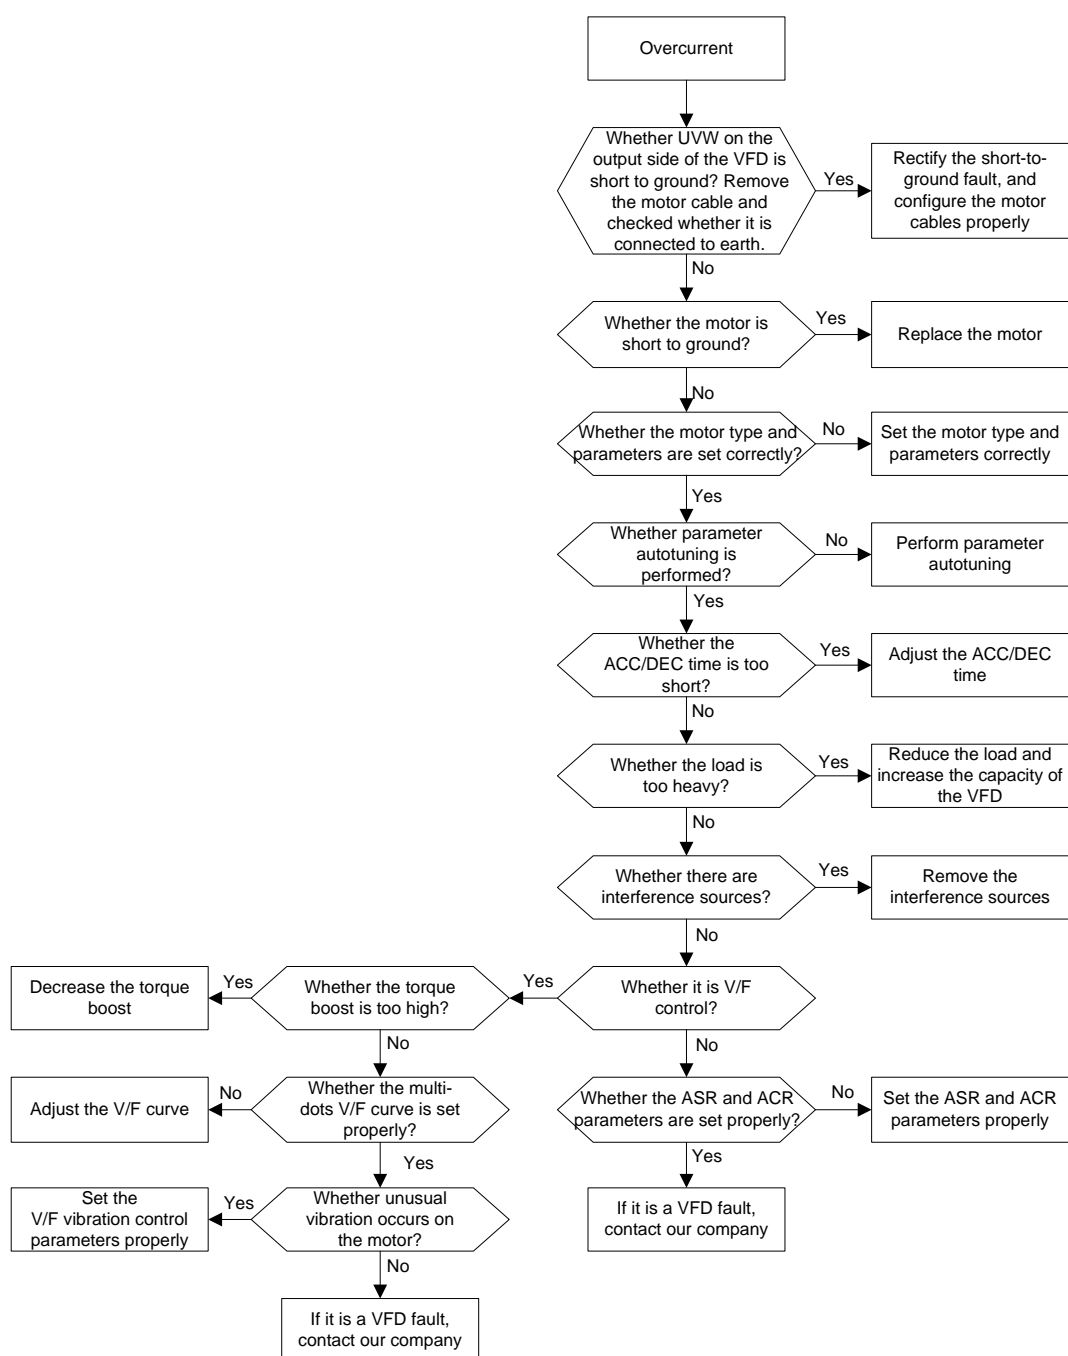 Overcurrent
Whether UVW on the
output side of the VFD is
short to ground? Remove
the motor cable and
checked whether it is
connected to earth.
Yes
Rectify the short-to-
ground fault, and
configure the motor
cables properly
No
Whether the motor is
short to ground?
Yes
Replace the motor
No
Whether the motor type and
parameters are set correctly?
No
Set the motor type and
parameters correctly
Yes
Whether parameter
autotuning is
performed?
No
Perform parameter
autotuning
Yes
Whether the
ACC/DEC time is too
short?
Yes
Adjust the ACC/DEC
time
No
Whether the load is
too heavy?
Yes
Reduce the load and
increase the capacity of
the VFD
No
Whether there are
interference sources?
Yes
Remove the
interference sources
No
Whether it is V/F
control?
Yes
Whether the torque
boost is too high?
Yes
Decrease the torque
boost
No
Whether the multi-
dots V/F curve is set
properly?
No
Adjust the V/F curve
Yes
Whether unusual
vibration occurs on
the motor?
Yes
Set the
V/F vibration control
parameters properly
No
If it is a VFD fault,
contact our company
No
Whether the ASR and ACR
parameters are set properly?
No
Set the ASR and ACR
parameters properly
Yes
If it is a VFD fault,
contact our company